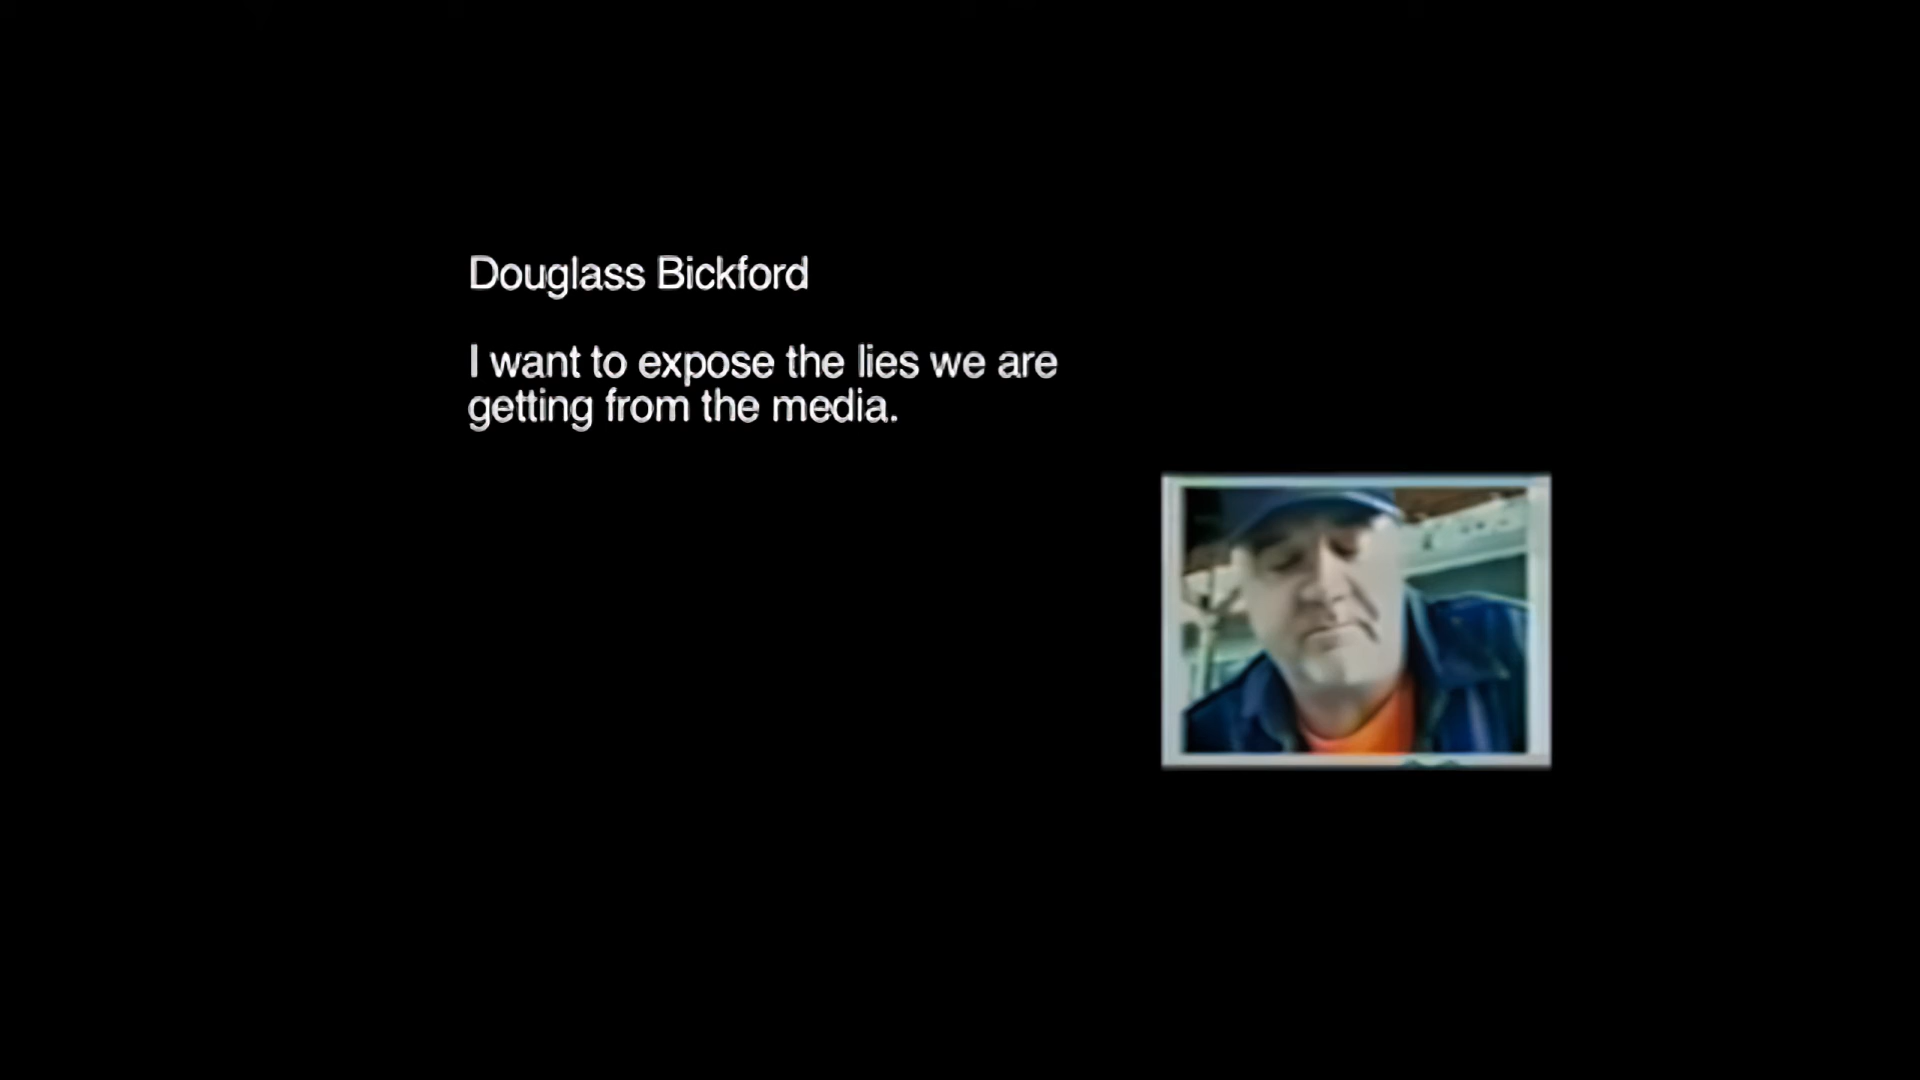 Douglass Bickford
I want to expose the lies we are
getting from the media.